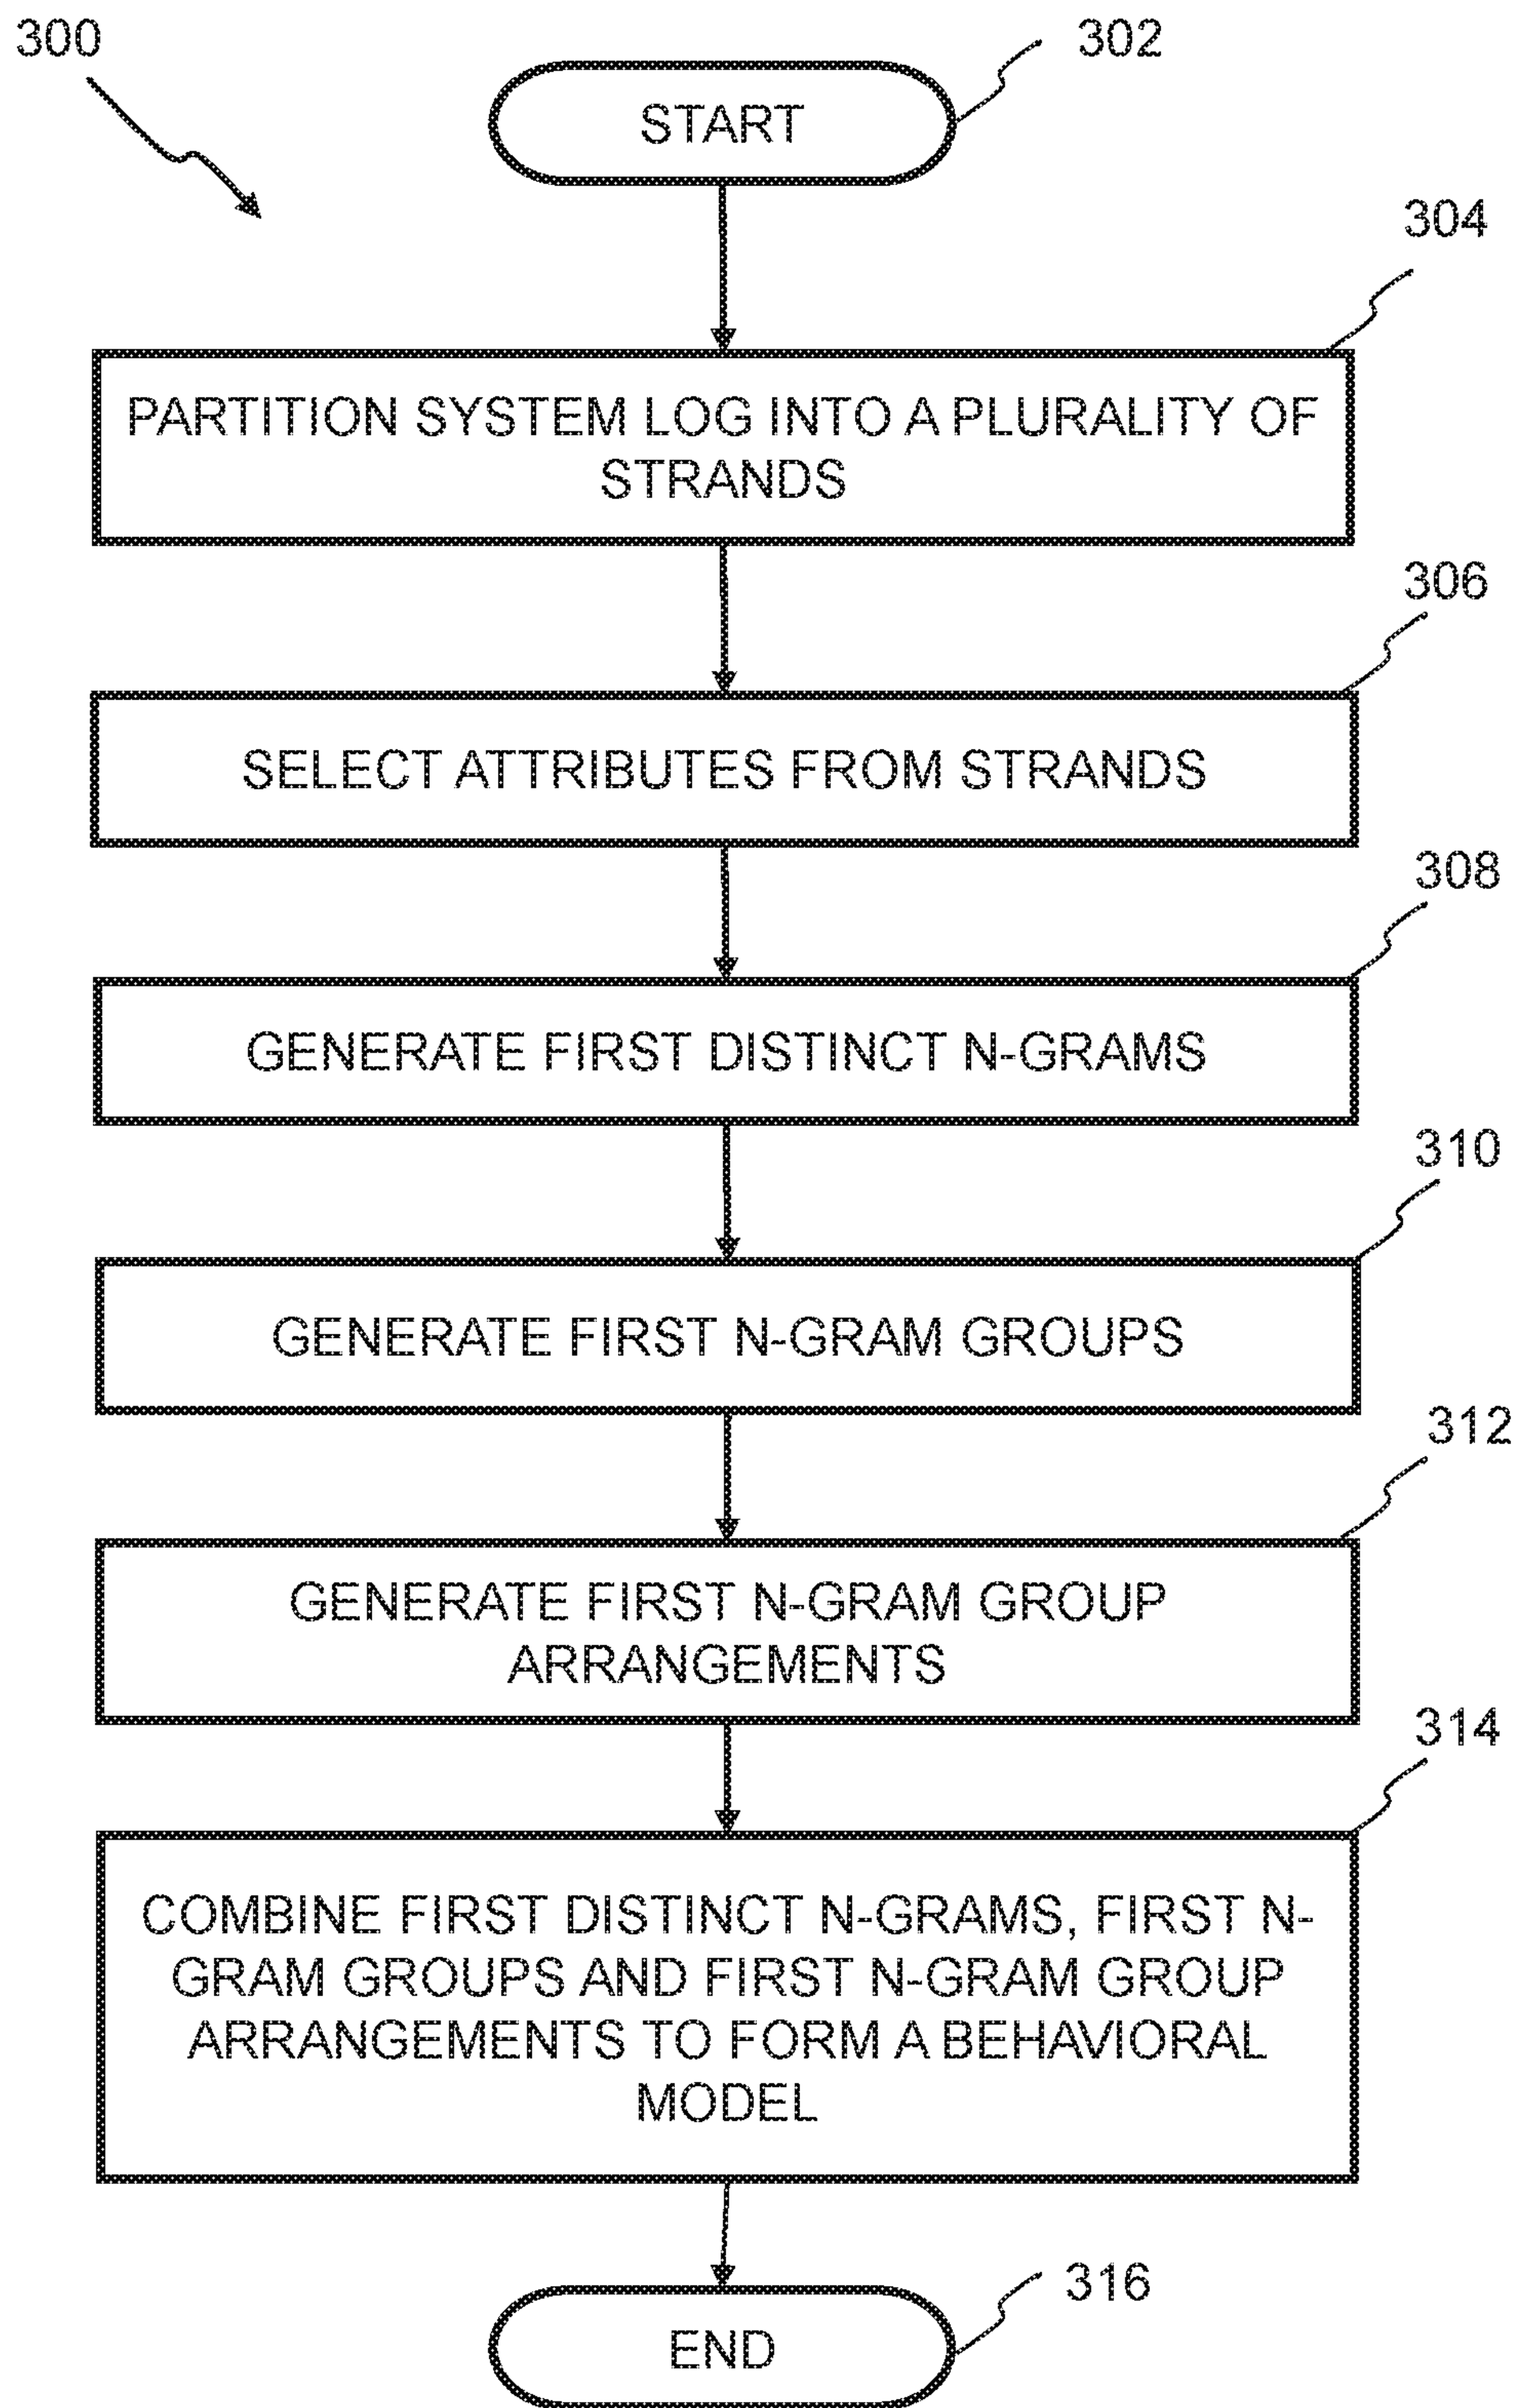 300
302
START
304
PARTITION SYSTEM LOG INTO A PLURALITY OF
STRANDS
306
SELECT ATTRIBUTES FROM STRANDS
308
GENERATE FIRST DISTINCT N-GRAMS
310
GENERATE FIRST N-GRAM GROUPS
312
GENERATE FIRST N-GRAM GROUP
ARRANGEMENTS
314
COMBINE FIRST DISTINCT N-GRAMS, FIRST N-
GRAM GROUPS AND FIRST N-GRAM GROUP
ARRANGEMENTS TO FORM A BEHAVIORAL
MODEL
316
END